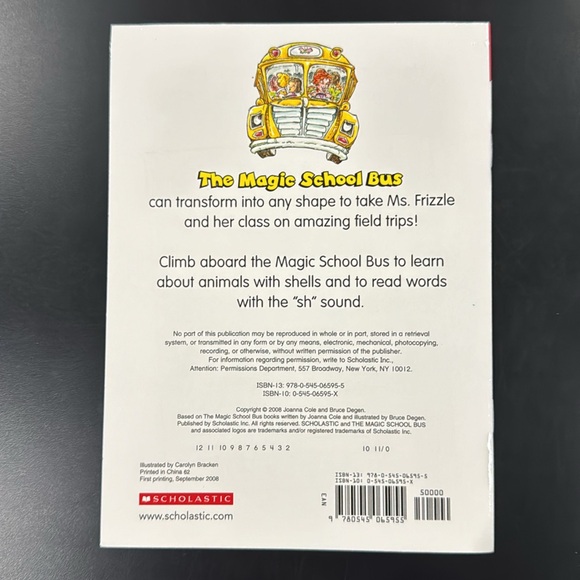 The Magic School Bus
can transform into any shape to take Ms. Frizzle
and her class on amazing field trips!
Climb aboard the Magic School Bus to learn
about animals with shells and to read words
with the "sh" sound.
No part of this publication may be reproduced in whole or in part, stored in a retrieval
system, or transmitted in any form or by any means, electronic, mechanical, photocopying,
recording, or otherwise, without written permission of the publisher.
For information regarding permission, write to Scholastic Inc.,
Attention: Permissions Department, 557 Broadway, New York, NY 10012.
ISBN-13: 978-0-545-06595-5
ISBN-10: 0-545-06595-X
Copyright © 2008 Joanna Cole and Bruce Degen.
Based on The Magic School Bus books written by Joanna Cole and illustrated by Bruce Degen.
Published by Scholastic Inc. All rights reserved. SCHOLASTIC and THE MAGIC SCHOOL BUS
and associated logos are trademarks and/or registered trademarks of Scholastic Inc.
12 11 10 9 8 7 6 5 4 3 2 10 11/0
Illustrated by Carolyn Bracken
Printed in China 62
First printing, September 2008
SCHOLASTIC
www.scholastic.com
ISBN-13: 978-0-545-06595-5
ISBN-10: 0-545-06595-X
50000
EAN
9 780545 065955